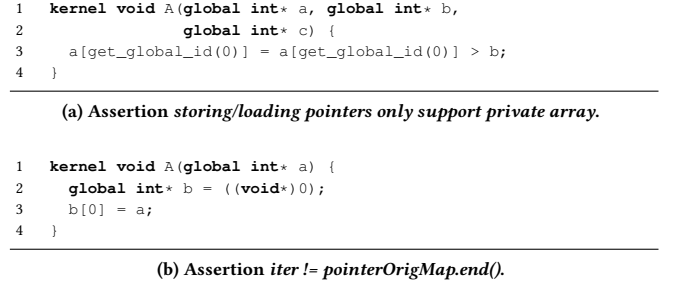 1 kernel void A(global int* a, global int* b,
2 global int* c) {
3 a[get_global_id(0)] = a[get_global_id(0)] > b;
4 }
(a) Assertion storing/loading pointers only support private array.
1 kernel void A(global int* a) {
2 global int* b = ((void*)0);
3 b[0] = a;
4 }
(b) Assertion iter != pointerOrigMap.end().